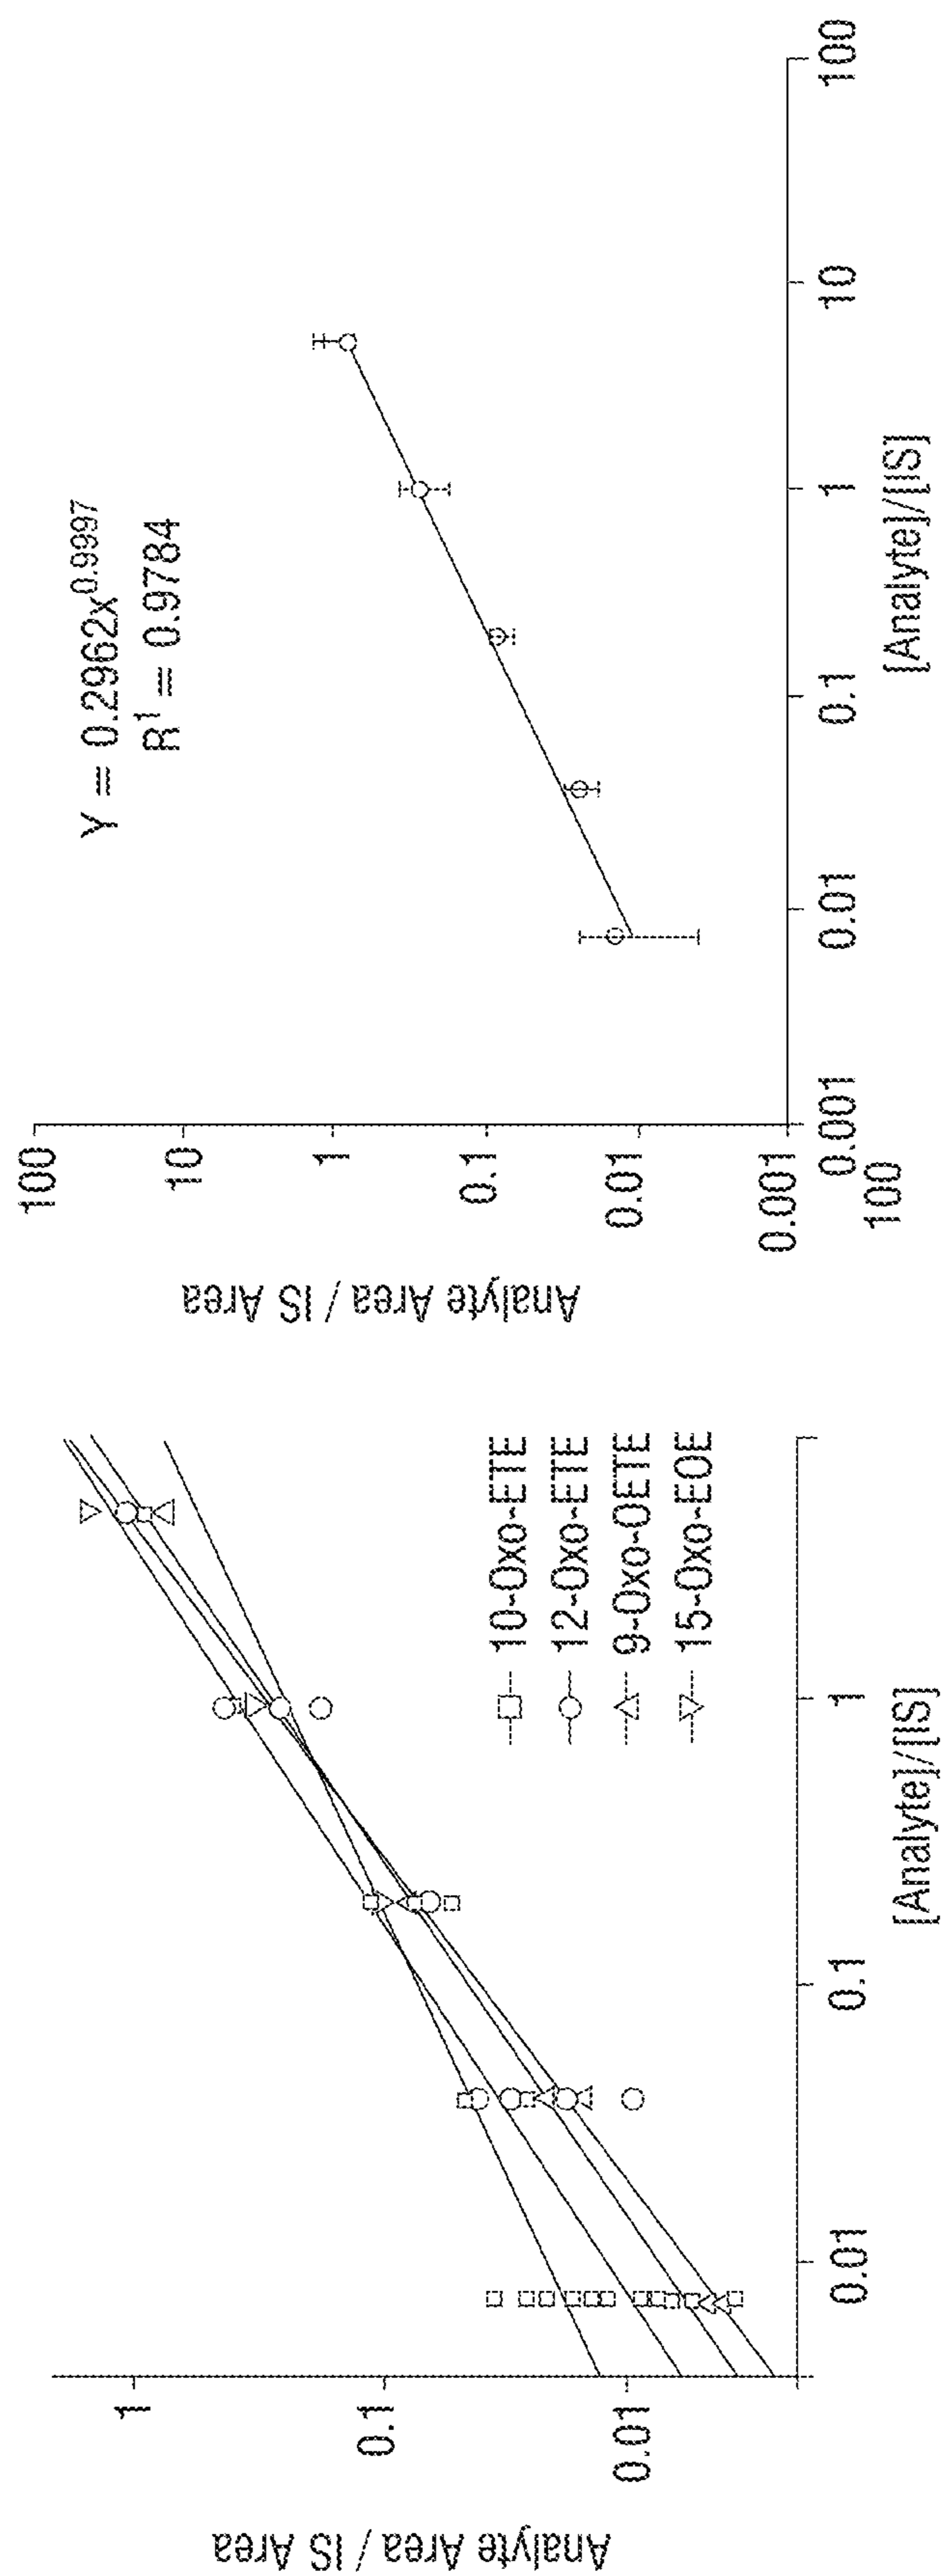 Analyte Area / IS Area
1
0.1
0.01
0.01
0.1
1
[Analyte]/[IS]
10-Oxo-ETE
12-Oxo-ETE
9-Oxo-OETE
15-Oxo-EOE
Analyte Area / IS Area
100
10
1
0.1
0.01
0.001
0.001
100
0.01
0.1
1
10
100
[Analyte]/[IS]
Y = 0.2962x^0.9997
R^1 = 0.9784